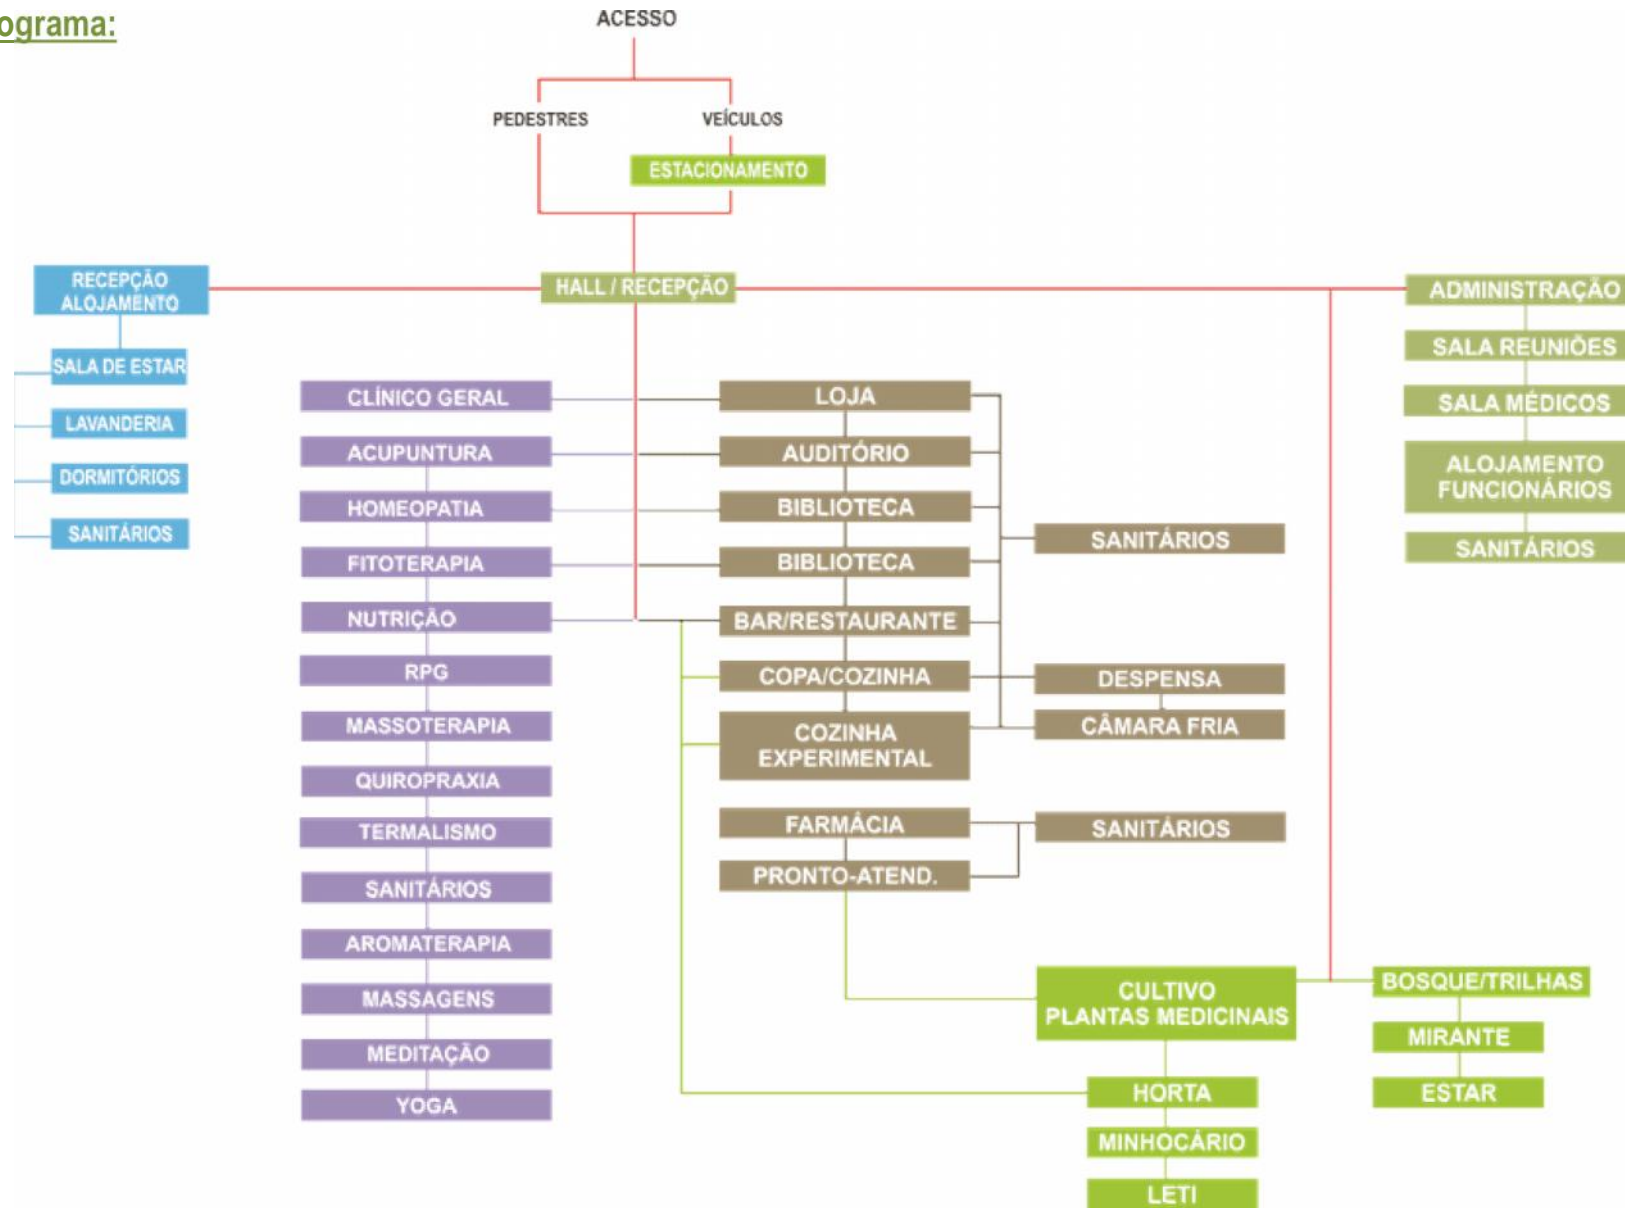 ograma:
ACESSO
PEDESTRES
VEÍCULOS
ESTACIONAMENTO
HALL / RECEPÇÃO
RECEPÇÃO
ALOJAMENTO
SALA DE ESTAR
LAVANDERIA
DORMITÓRIOS
SANITÁRIOS
CLÍNICO GERAL
ACUPUNTURA
HOMEOPATIA
FITOTERAPIA
NUTRIÇÃO
RPG
MASSOTERAPIA
QUIROPRAXIA
TERMALISMO
SANITÁRIOS
AROMATERAPIA
MASSAGENS
MEDITAÇÃO
YOGA
LOJA
AUDITÓRIO
BIBLIOTECA
BIBLIOTECA
BAR/RESTAURANTE
COPA/COZINHA
COZINHA
EXPERIMENTAL
FARMÁCIA
PRONTO-ATEND.
SANITÁRIOS
DESPENSA
CÂMARA FRIA
SANITÁRIOS
CULTIVO
PLANTAS MEDICINAIS
HORTA
MINHOCÁRIO
LETI
BOSQUE/TRILHAS
MIRANTE
ESTAR
ADMINISTRAÇÃO
SALA REUNIÕES
SALA MÉDICOS
ALOJAMENTO
FUNCIONÁRIOS
SANITÁRIOS